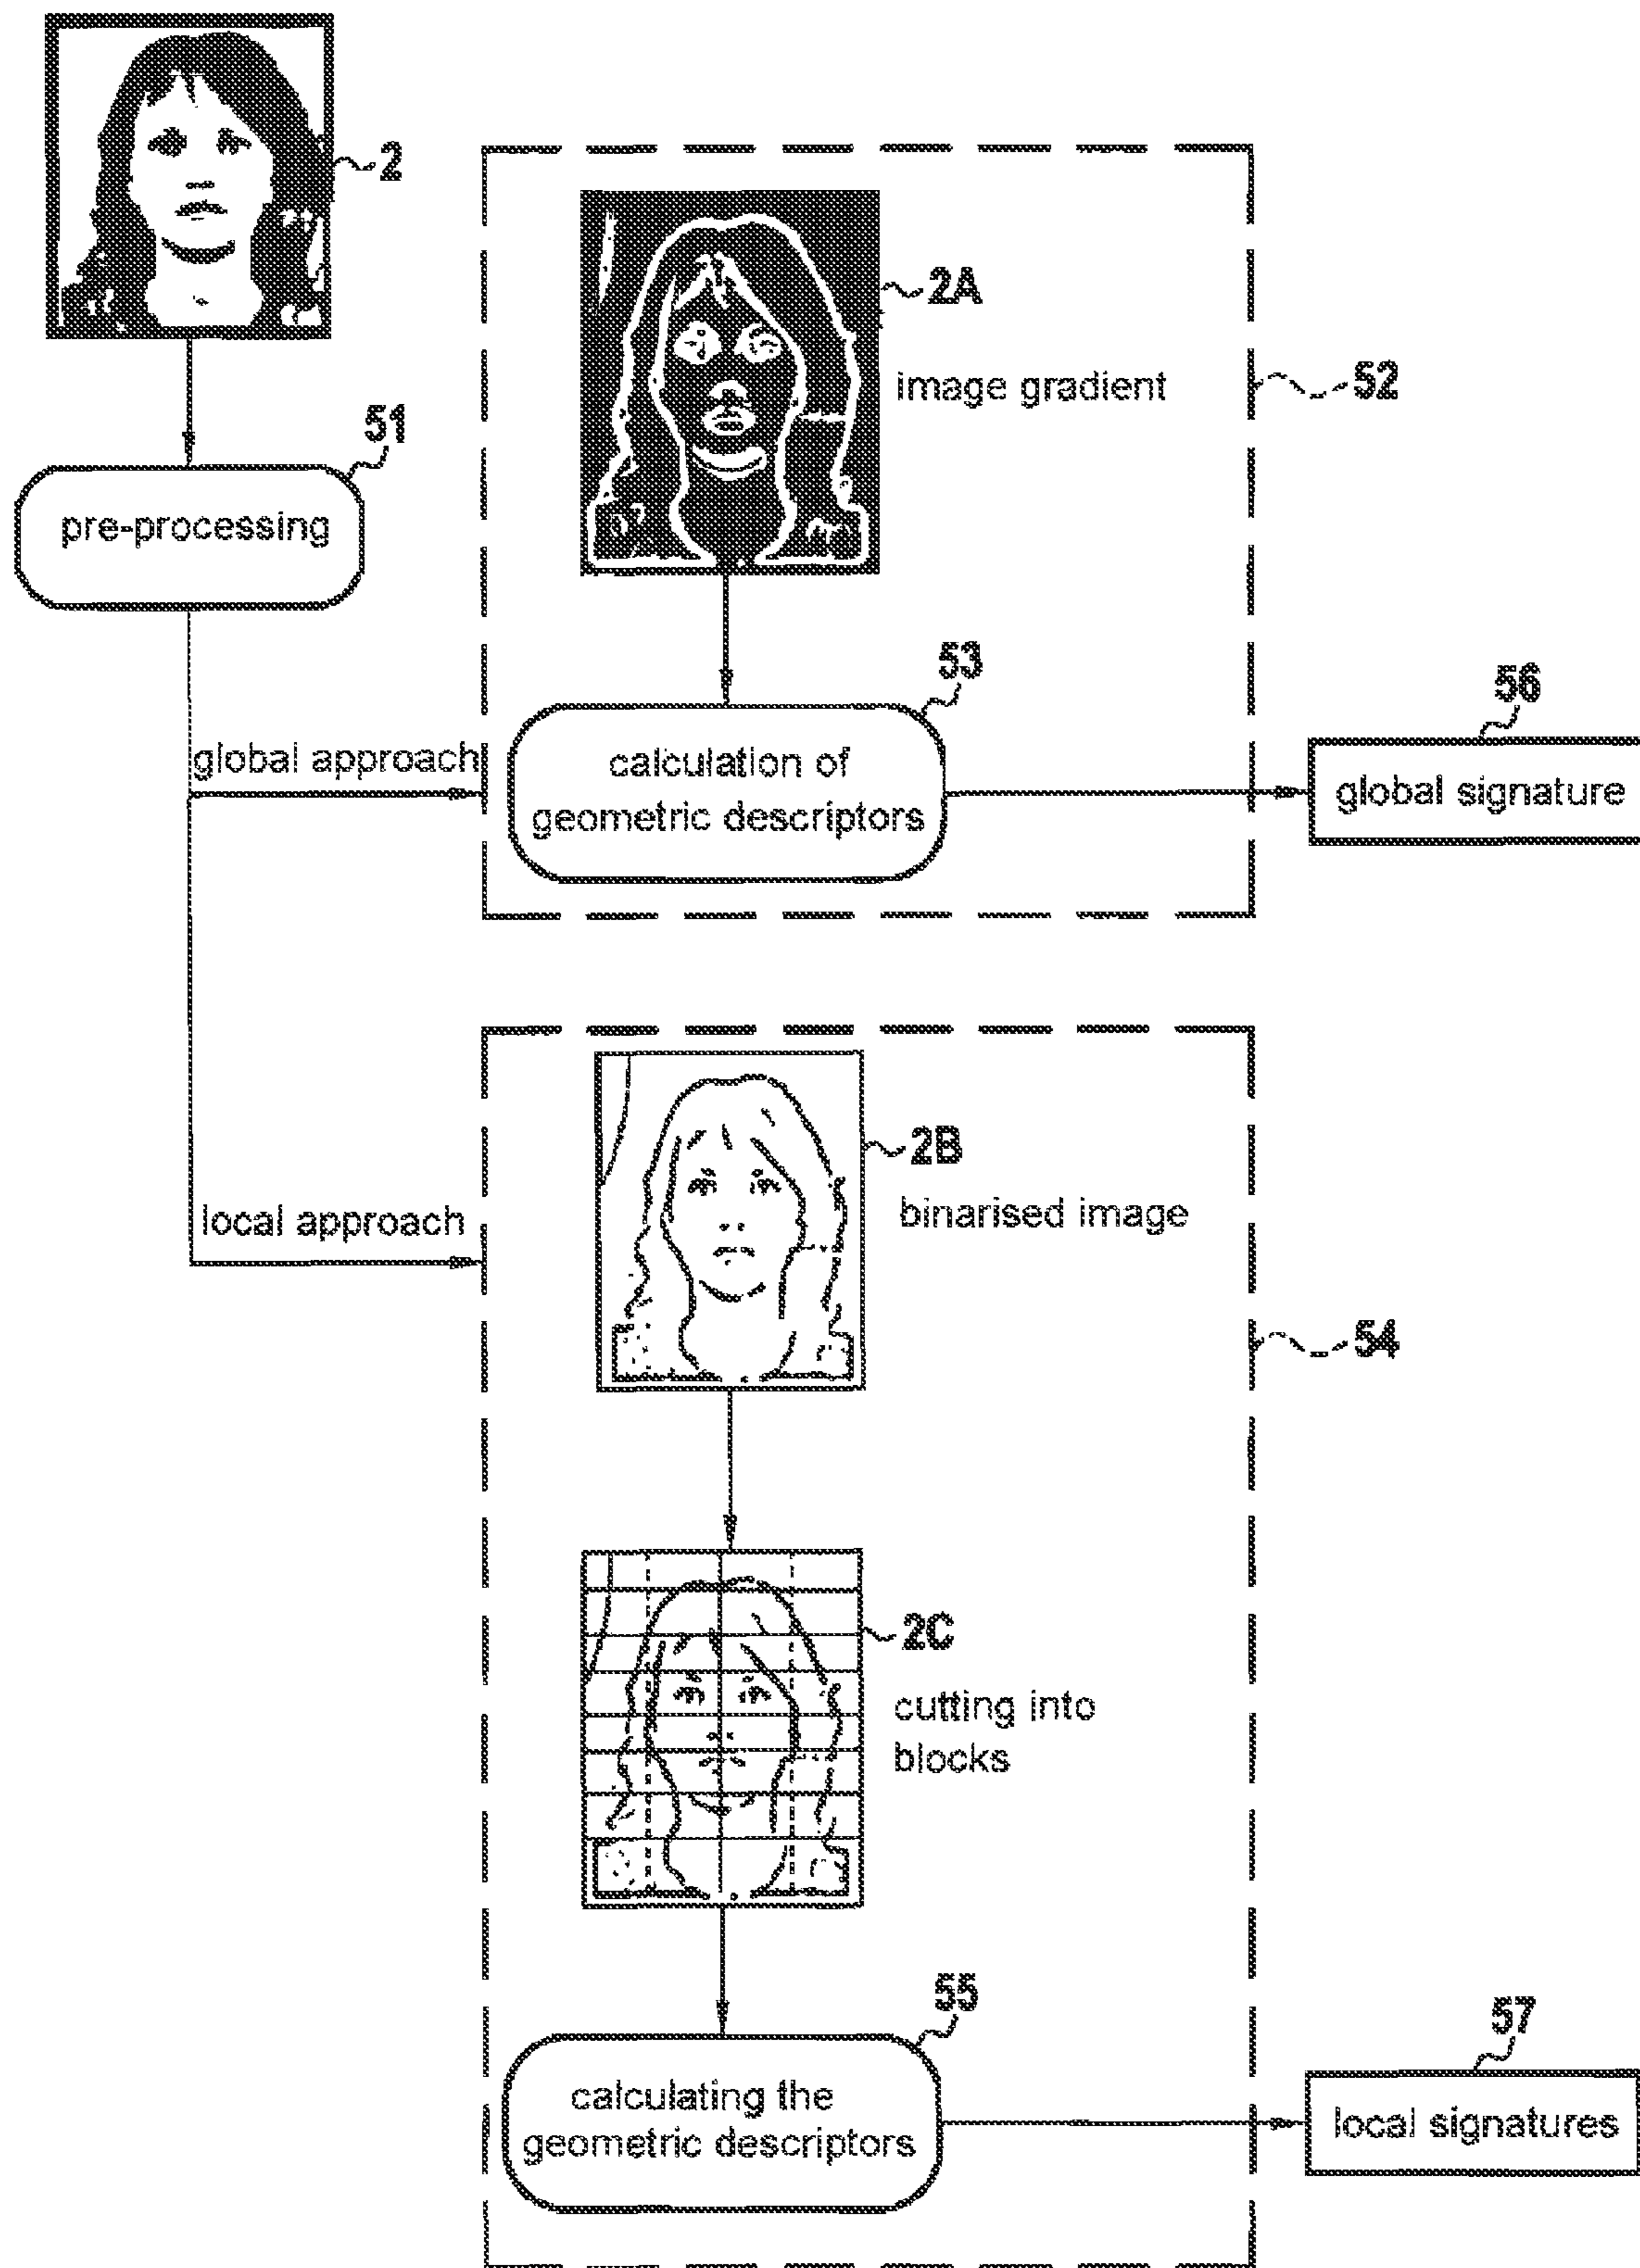 2
51
pre-processing
2A
image gradient
52
53
calculation of
geometric descriptors
global approach
56
global signature
2B
binarised image
local approach
54
2C
cutting into
blocks
55
calculating the
geometric descriptors
57
local signatures